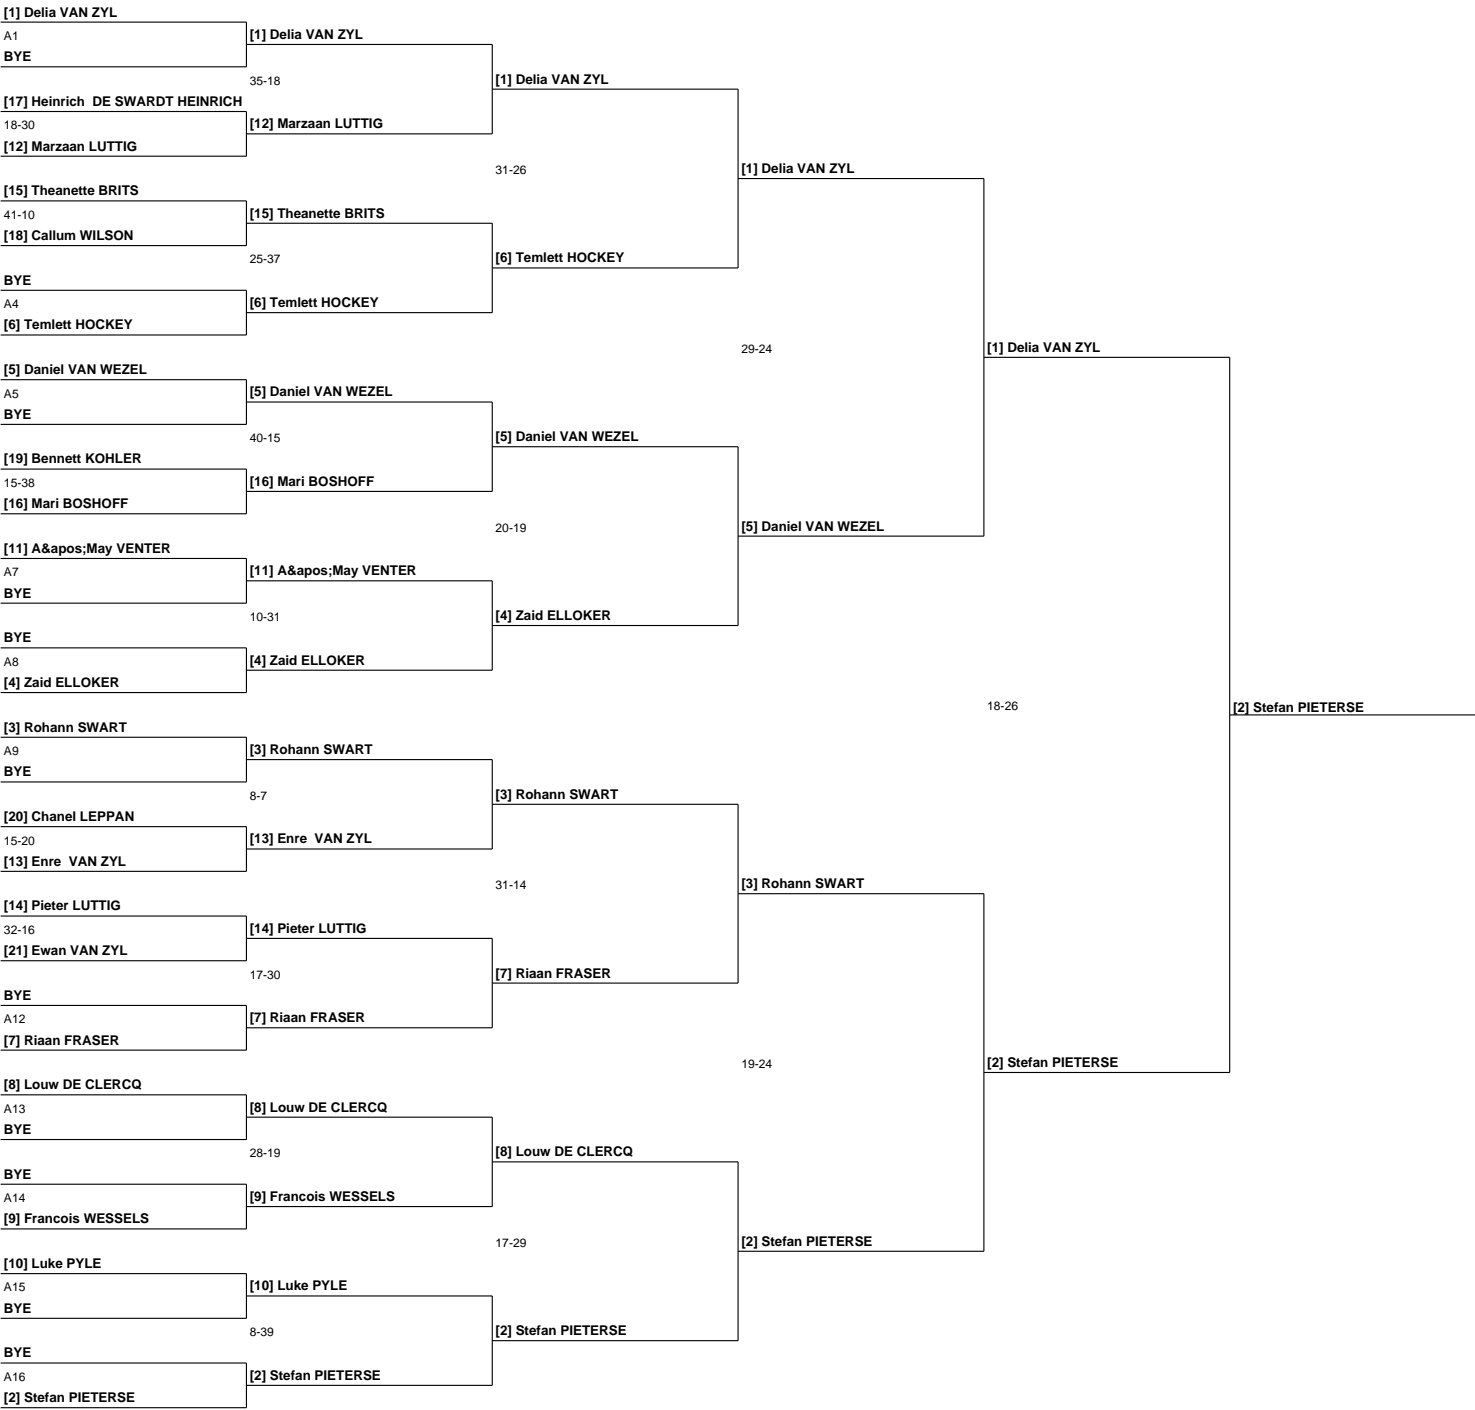 [1] Delia VAN ZYL
A1
BYE
[17] Heinrich  DE SWARDT HEINRICH
18-30
[12] Marzaan LUTTIG
[15] Theanette BRITS
41-10
[18] Callum WILSON
BYE
A4
[6] Temlett HOCKEY
[5] Daniel VAN WEZEL
A5
BYE
[19] Bennett KOHLER
15-38
[16] Mari BOSHOFF
[11] A&apos;May VENTER
A7
BYE
BYE
A8
[4] Zaid ELLOKER
[3] Rohann SWART
A9
BYE
[20] Chanel LEPPAN
15-20
[13] Enre  VAN ZYL
[14] Pieter LUTTIG
32-16
[21] Ewan VAN ZYL
BYE
A12
[7] Riaan FRASER
[8] Louw DE CLERCQ
A13
BYE
BYE
A14
[9] Francois WESSELS
[10] Luke PYLE
A15
BYE
BYE
A16
[2] Stefan PIETERSE
[1] Delia VAN ZYL
35-18
[12] Marzaan LUTTIG
[15] Theanette BRITS
25-37
[6] Temlett HOCKEY
[5] Daniel VAN WEZEL
40-15
[16] Mari BOSHOFF
[11] A&apos;May VENTER
10-31
[4] Zaid ELLOKER
[3] Rohann SWART
8-7
[13] Enre  VAN ZYL
[14] Pieter LUTTIG
17-30
[7] Riaan FRASER
[8] Louw DE CLERCQ
28-19
[9] Francois WESSELS
[10] Luke PYLE
8-39
[2] Stefan PIETERSE
[1] Delia VAN ZYL
31-26
[6] Temlett HOCKEY
[5] Daniel VAN WEZEL
20-19
[4] Zaid ELLOKER
[3] Rohann SWART
31-14
[7] Riaan FRASER
[8] Louw DE CLERCQ
17-29
[2] Stefan PIETERSE
[1] Delia VAN ZYL
29-24
[5] Daniel VAN WEZEL
[3] Rohann SWART
19-24
[2] Stefan PIETERSE
[1] Delia VAN ZYL
18-26
[2] Stefan PIETERSE
[2] Stefan PIETERSE